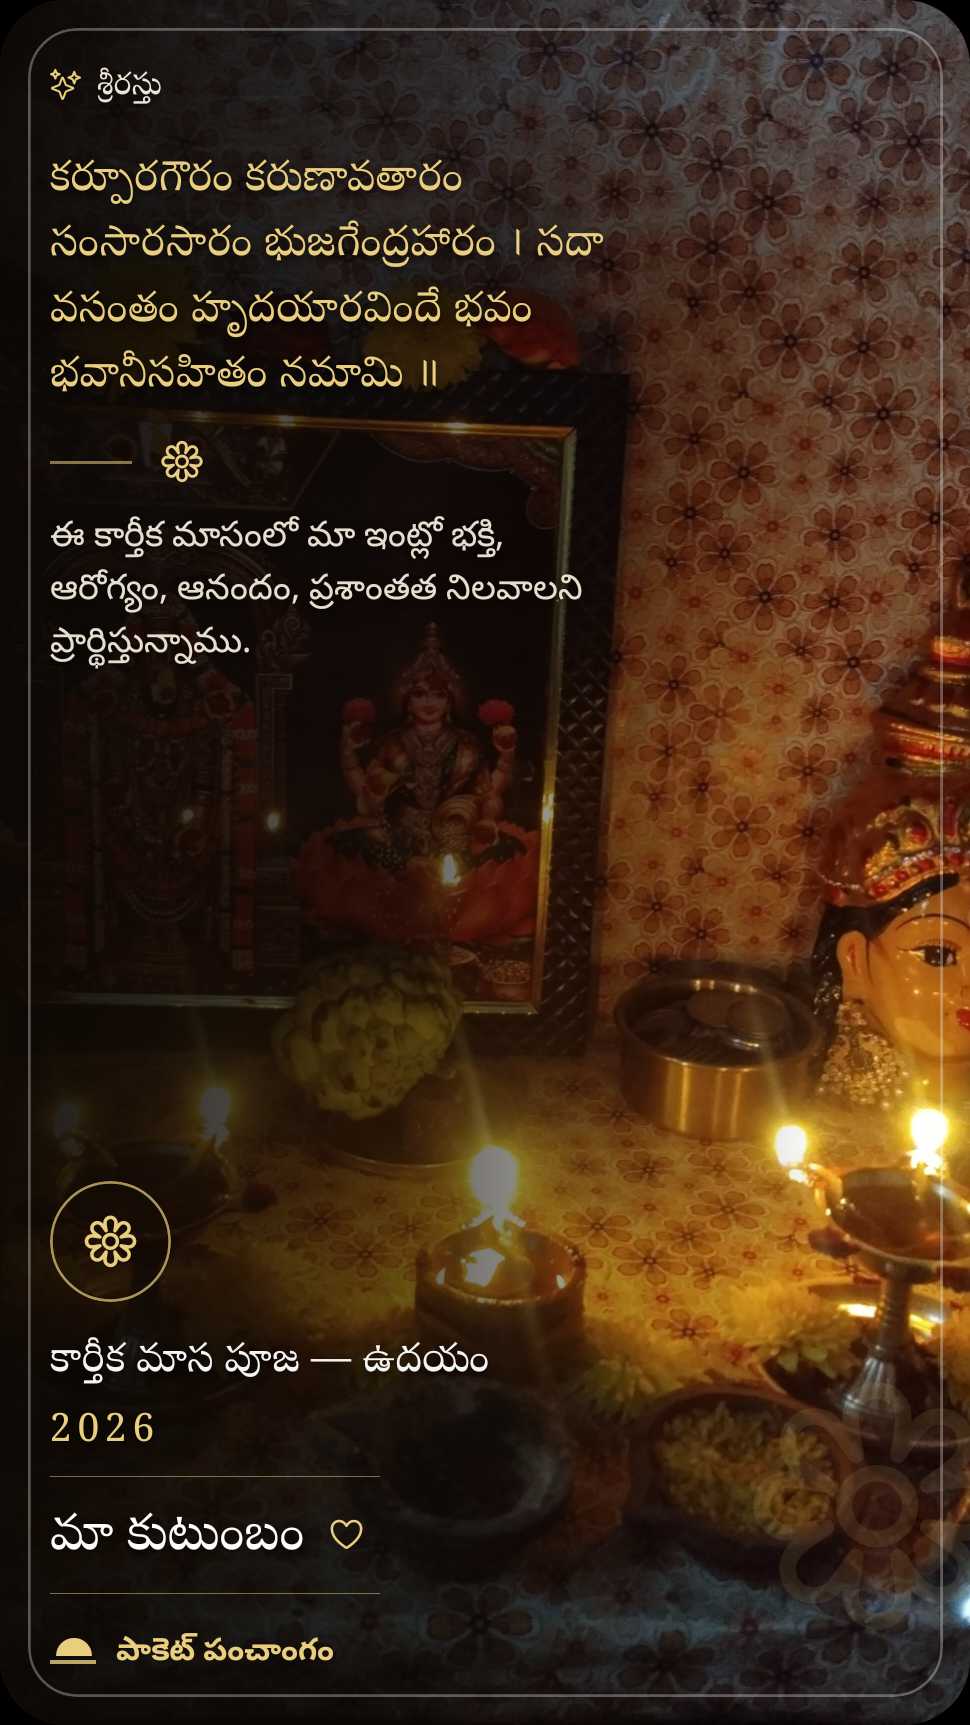 శ్రీరస్తు
కర్పూరగౌరం కరుణావతారం
సంసారసారం భుజగేంద్రహారం । సదా
వసంతం హృదయారవిందే భవం
భవానీసహితం నమామి ॥
ఈ కార్తీక మాసంలో మా ఇంట్లో భక్తి,
ఆరోగ్యం, ఆనందం, ప్రశాంతత నిలవాలని
ప్రార్థిస్తున్నాము.
కార్తీక మాస పూజ — ఉదయం
2026
మా కుటుంబం
పాకెట్ పంచాంగం